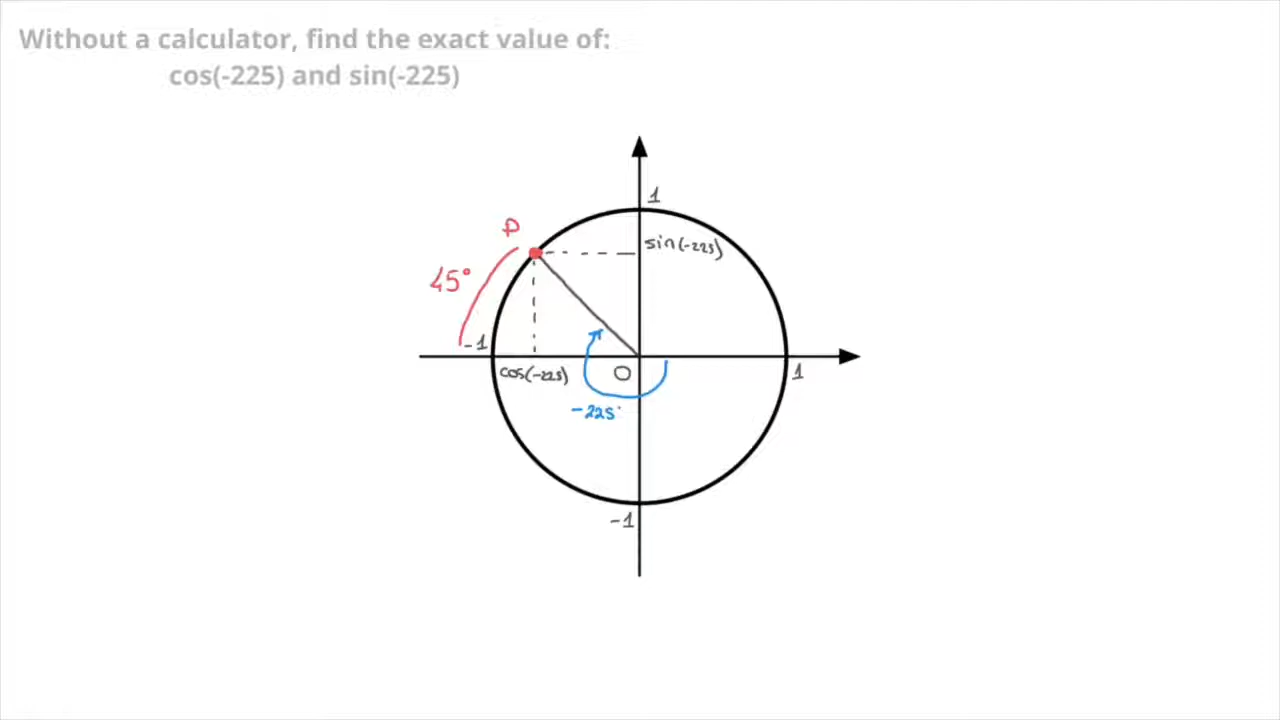 Without a calculator, find the exact value of:
cos(-225) and sin(-225)
1
P
sin(-225)
45°
-1
cos(-225)
O
1
-225°
-1